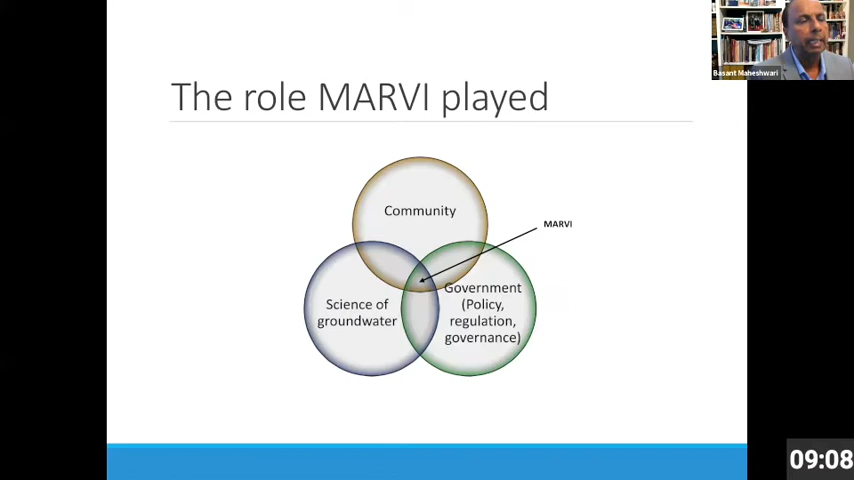 Basant Maheshwari
The role MARVI played
Community
MARVI
Science of
groundwater
Government
(Policy,
regulation,
governance)
09:08